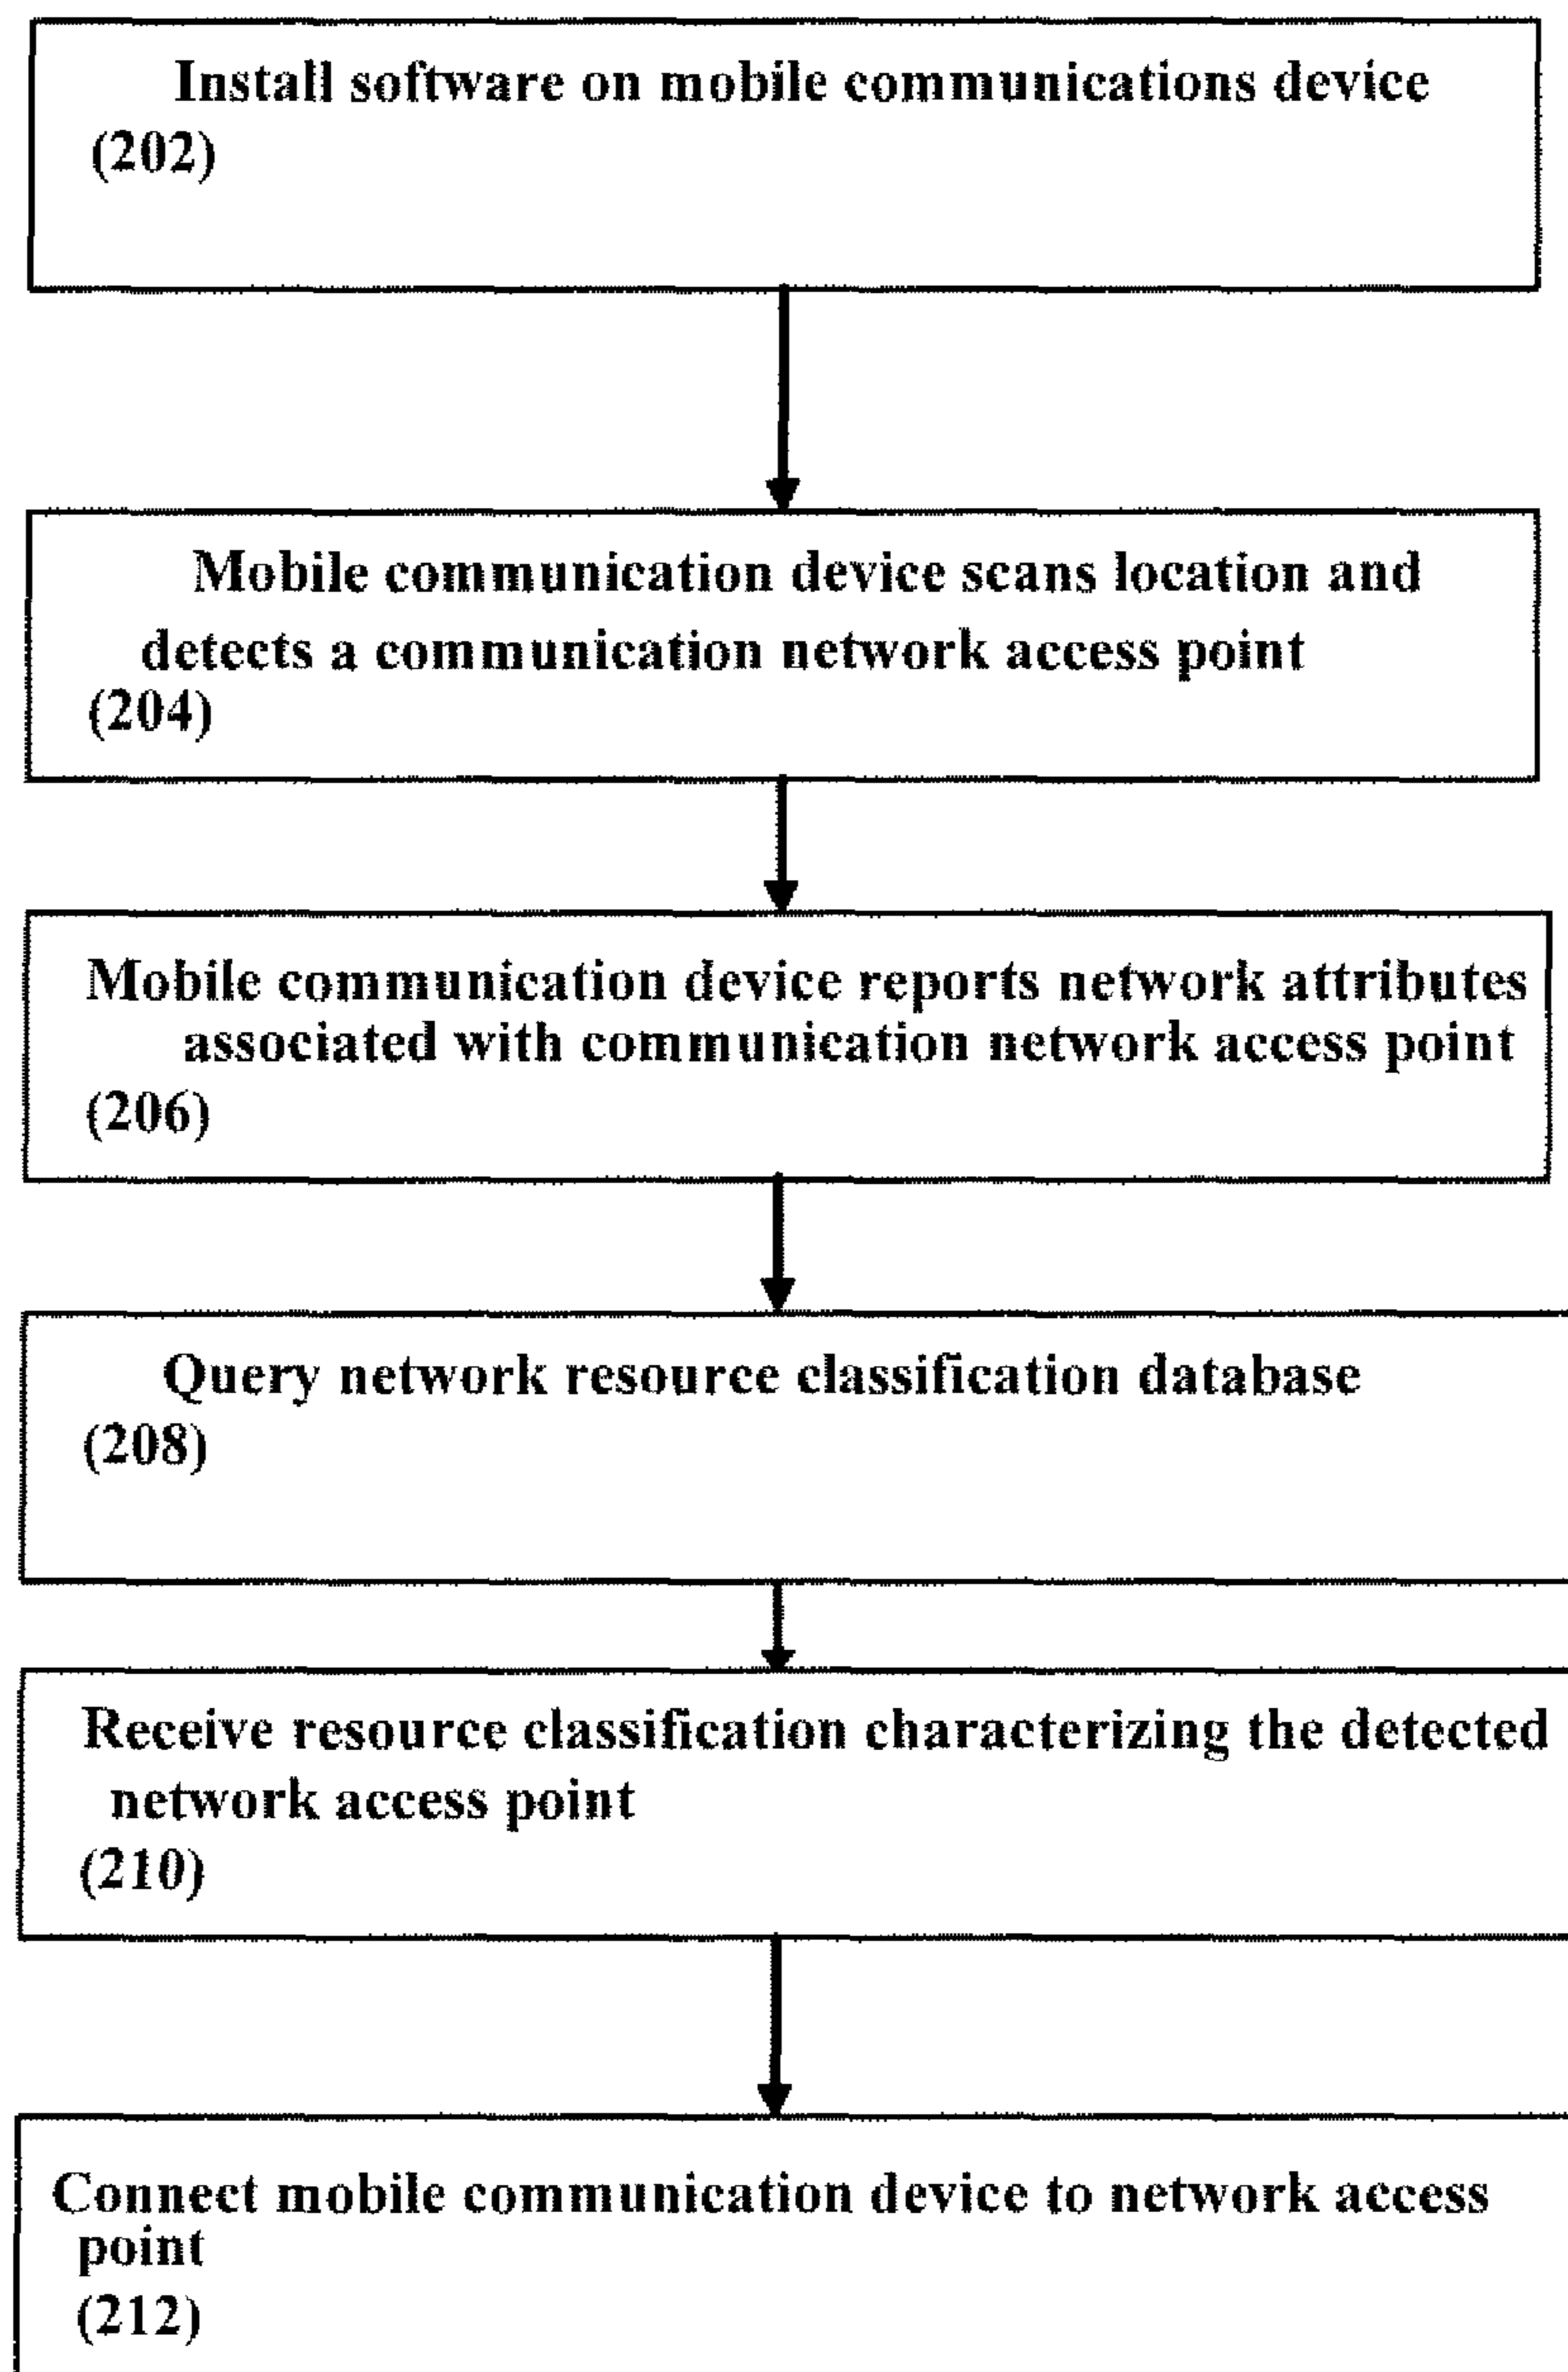 Install software on mobile communications device
(202)
Mobile communication device scans location and
detects a communication network access point
(204)
Mobile communication device reports network attributes
associated with communication network access point
(206)
Query network resource classification database
(208)
Receive resource classification characterizing the detected
network access point
(210)
Connect mobile communication device to network access
point
(212)